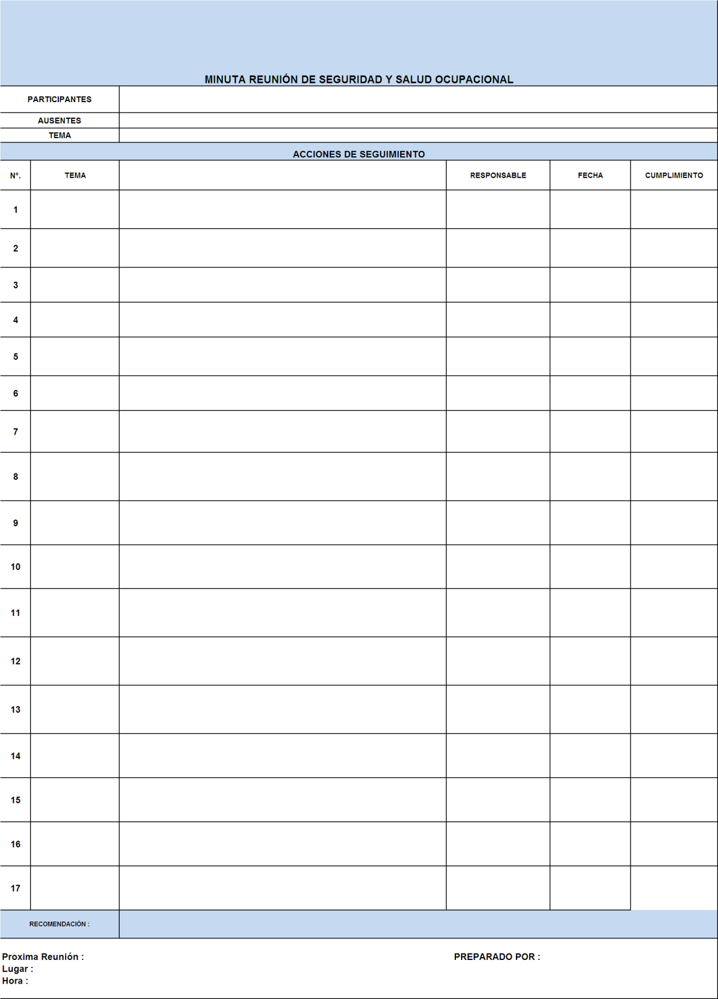 MINUTA REUNIÓN DE SEGURIDAD Y SALUD OCUPACIONAL
PARTICIPANTES
AUSENTES
TEMA
ACCIONES DE SEGUIMIENTO
N°. TEMA RESPONSABLE FECHA CUMPLIMIENTO
1
2
3
4
5
6
7
8
9
10
11
12
13
14
15
16
17
RECOMENDACIÓN :
Proxima Reunión : PREPARADO POR :
Lugar :
Hora :